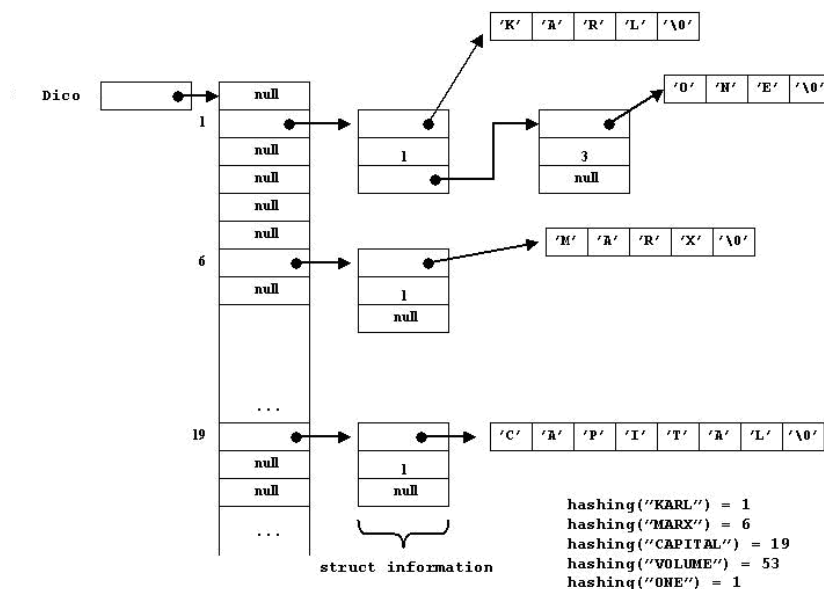 'K' 'A' 'R' 'L' '\0'
'O' 'N' 'E' '\0'
Dico null
1
null 1 3
null null
null
null
'M' 'A' 'R' 'X' '\0'
6
null 1
null
...
19 'C' 'A' 'P' 'I' 'T' 'A' 'L' '\0'
null 1
null null
...
struct information
hashing("KARL") = 1
hashing("MARX") = 6
hashing("CAPITAL") = 19
hashing("VOLUME") = 53
hashing("ONE") = 1